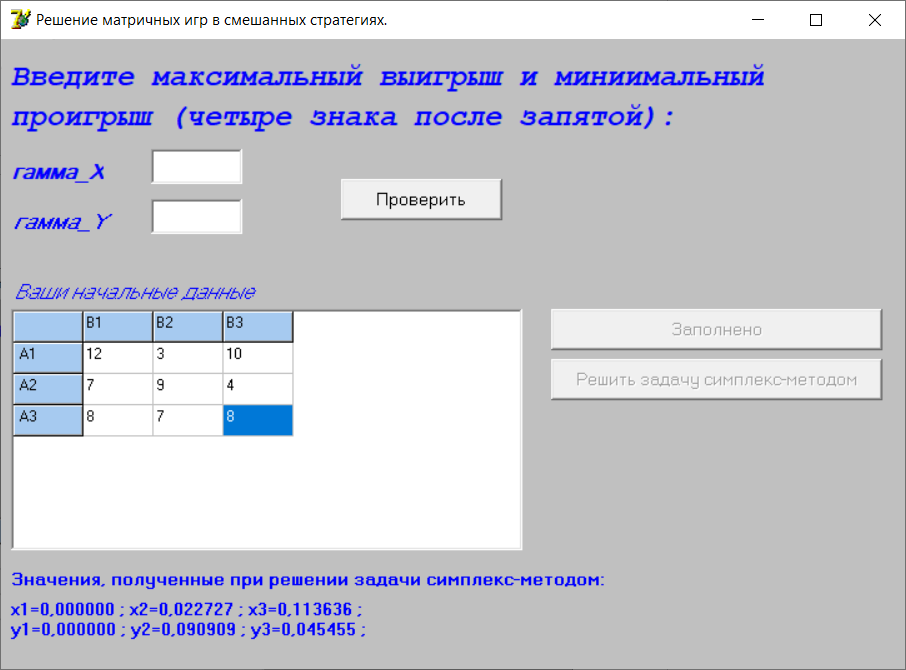 Решение матричных игр в смешанных стратегиях.
Введите максимальный выигрыш и миниимальный
проигрыш (четыре знака после запятой):
гамма_X
Проверить
гамма_Y
Ваши начальные данные
B1 B2 B3
A1 12 3 10
A2 7 9 4
A3 8 7 8
Заполнено
Решить задачу симплекс-методом
Значения, полученные при решении задачи симплекс-методом:
x1=0,000000 ; x2=0,022727 ; x3=0,113636 ;
y1=0,000000 ; y2=0,090909 ; y3=0,045455 ;